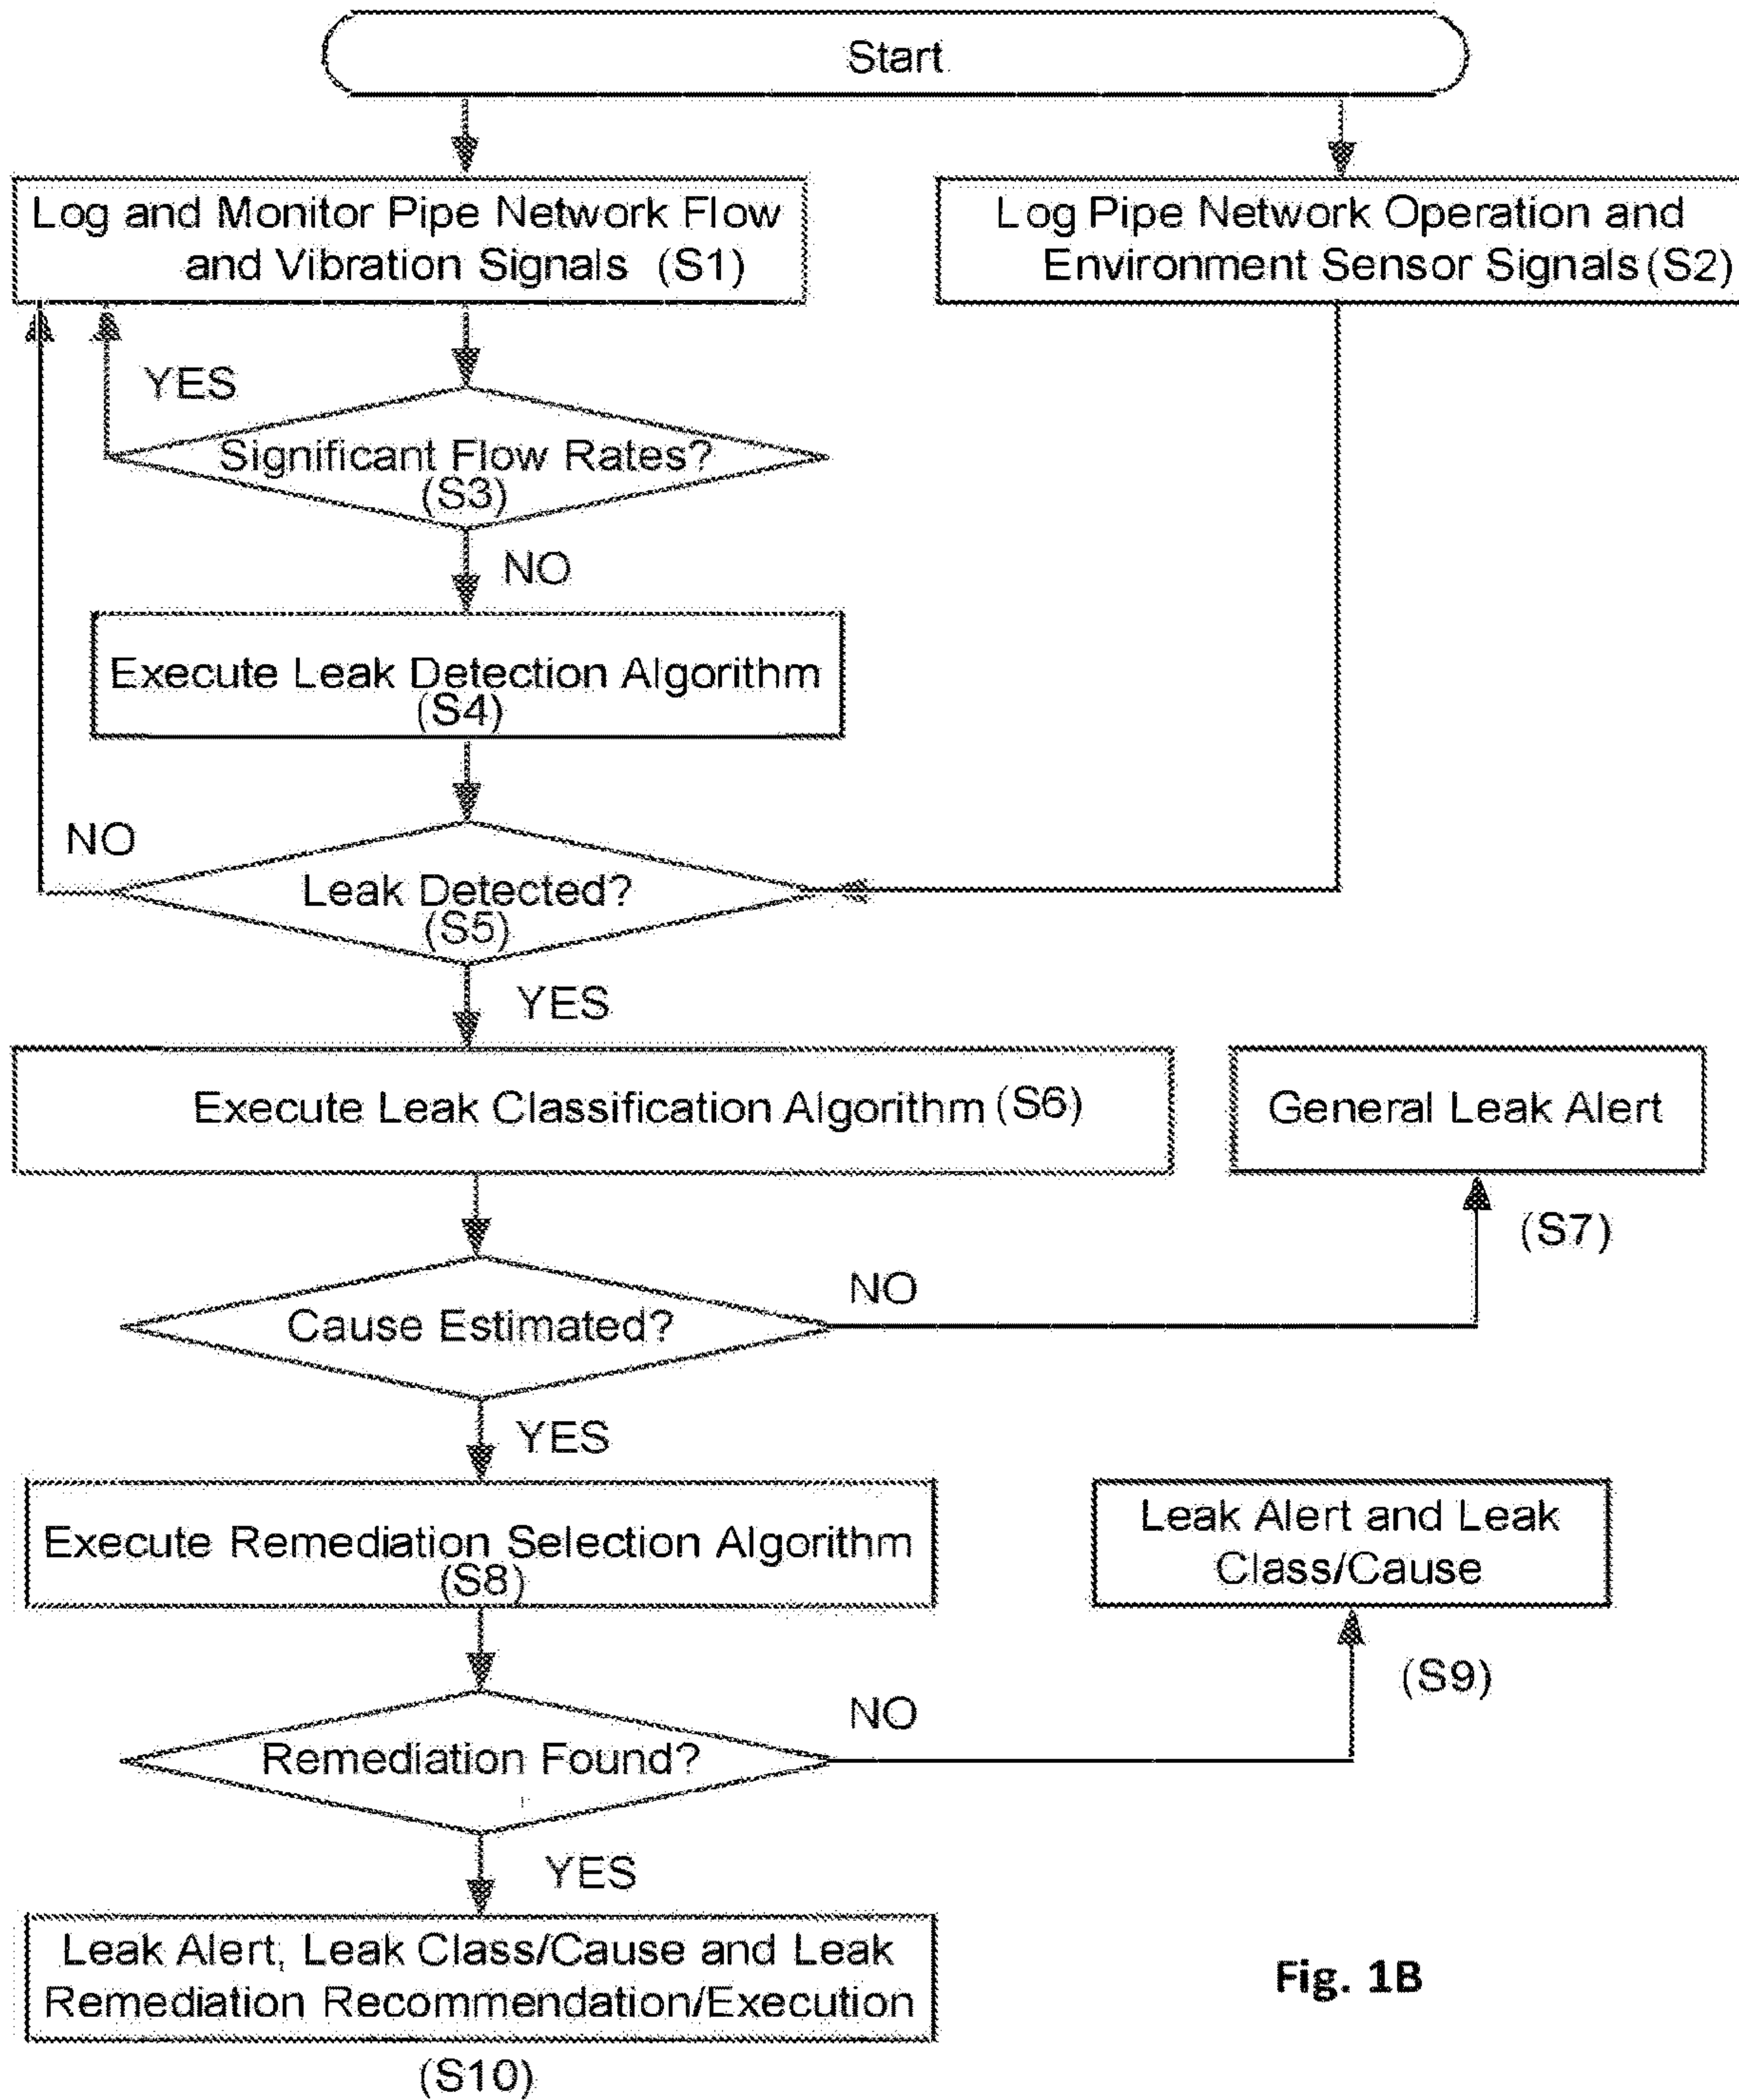 Start
Log and Monitor Pipe Network Flow
and Vibration Signals (S1)
Log Pipe Network Operation and
Environment Sensor Signals (S2)
YES
Significant Flow Rates?
(S3)
NO
Execute Leak Detection Algorithm
(S4)
NO
Leak Detected?
(S5)
YES
Execute Leak Classification Algorithm (S6)
General Leak Alert
(S7)
NO
Cause Estimated?
YES
Execute Remediation Selection Algorithm
(S8)
Leak Alert and Leak
Class/Cause
(S9)
NO
Remediation Found?
YES
Leak Alert, Leak Class/Cause and Leak
Remediation Recommendation/Execution
(S10)
Fig. 1B